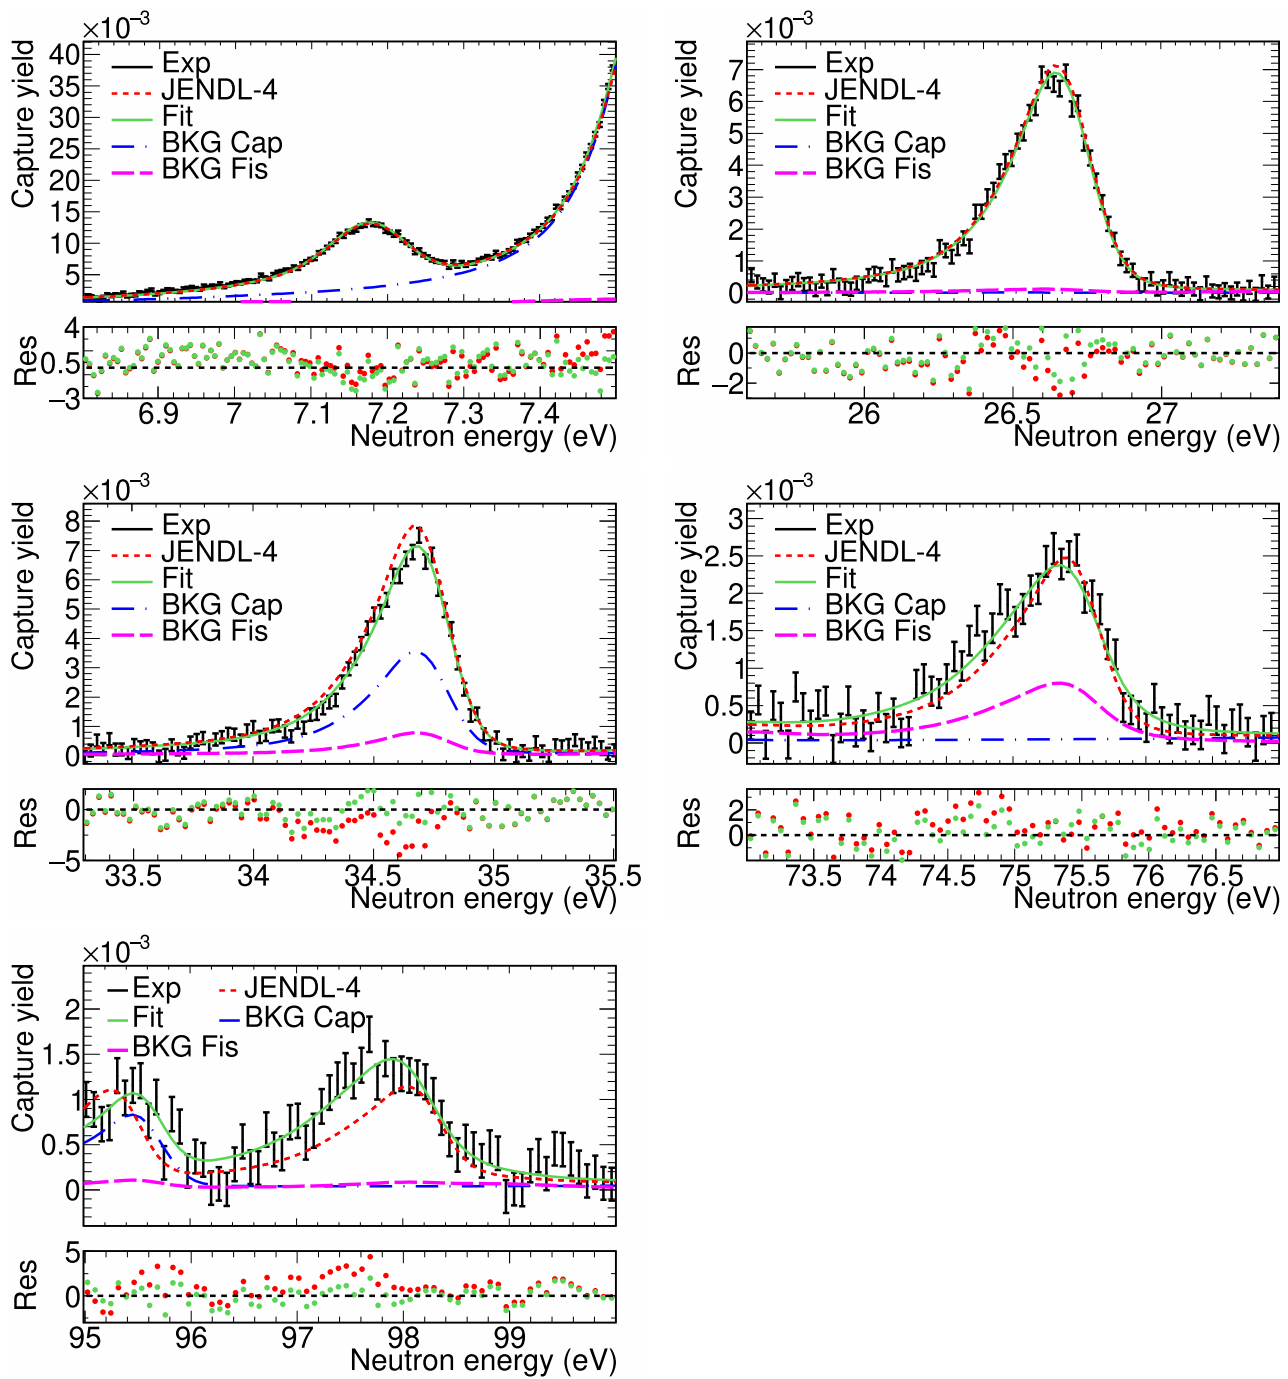 ×10⁻³
Capture yield
40
35
30
25
20
15
10
5
Exp
JENDL-4
Fit
BKG Cap
BKG Fis
Res
4
0.5
−3
6.9 7 7.1 7.2 7.3 7.4
Neutron energy (eV)
×10⁻³
Capture yield
7
6
5
4
3
2
1
0
Exp
JENDL-4
Fit
BKG Cap
BKG Fis
Res
0
−2
26 26.5 27
Neutron energy (eV)
×10⁻³
Capture yield
8
7
6
5
4
3
2
1
0
Exp
JENDL-4
Fit
BKG Cap
BKG Fis
Res
0
−5
33.5 34 34.5 35 35.5
Neutron energy (eV)
×10⁻³
Capture yield
3
2.5
2
1.5
1
0.5
0
Exp
JENDL-4
Fit
BKG Cap
BKG Fis
Res
2
0
73.5 74 74.5 75 75.5 76 76.5
Neutron energy (eV)
×10⁻³
Capture yield
2
1.5
1
0.5
0
Exp JENDL-4
Fit BKG Cap
BKG Fis
Res
5
0
95 96 97 98 99
Neutron energy (eV)